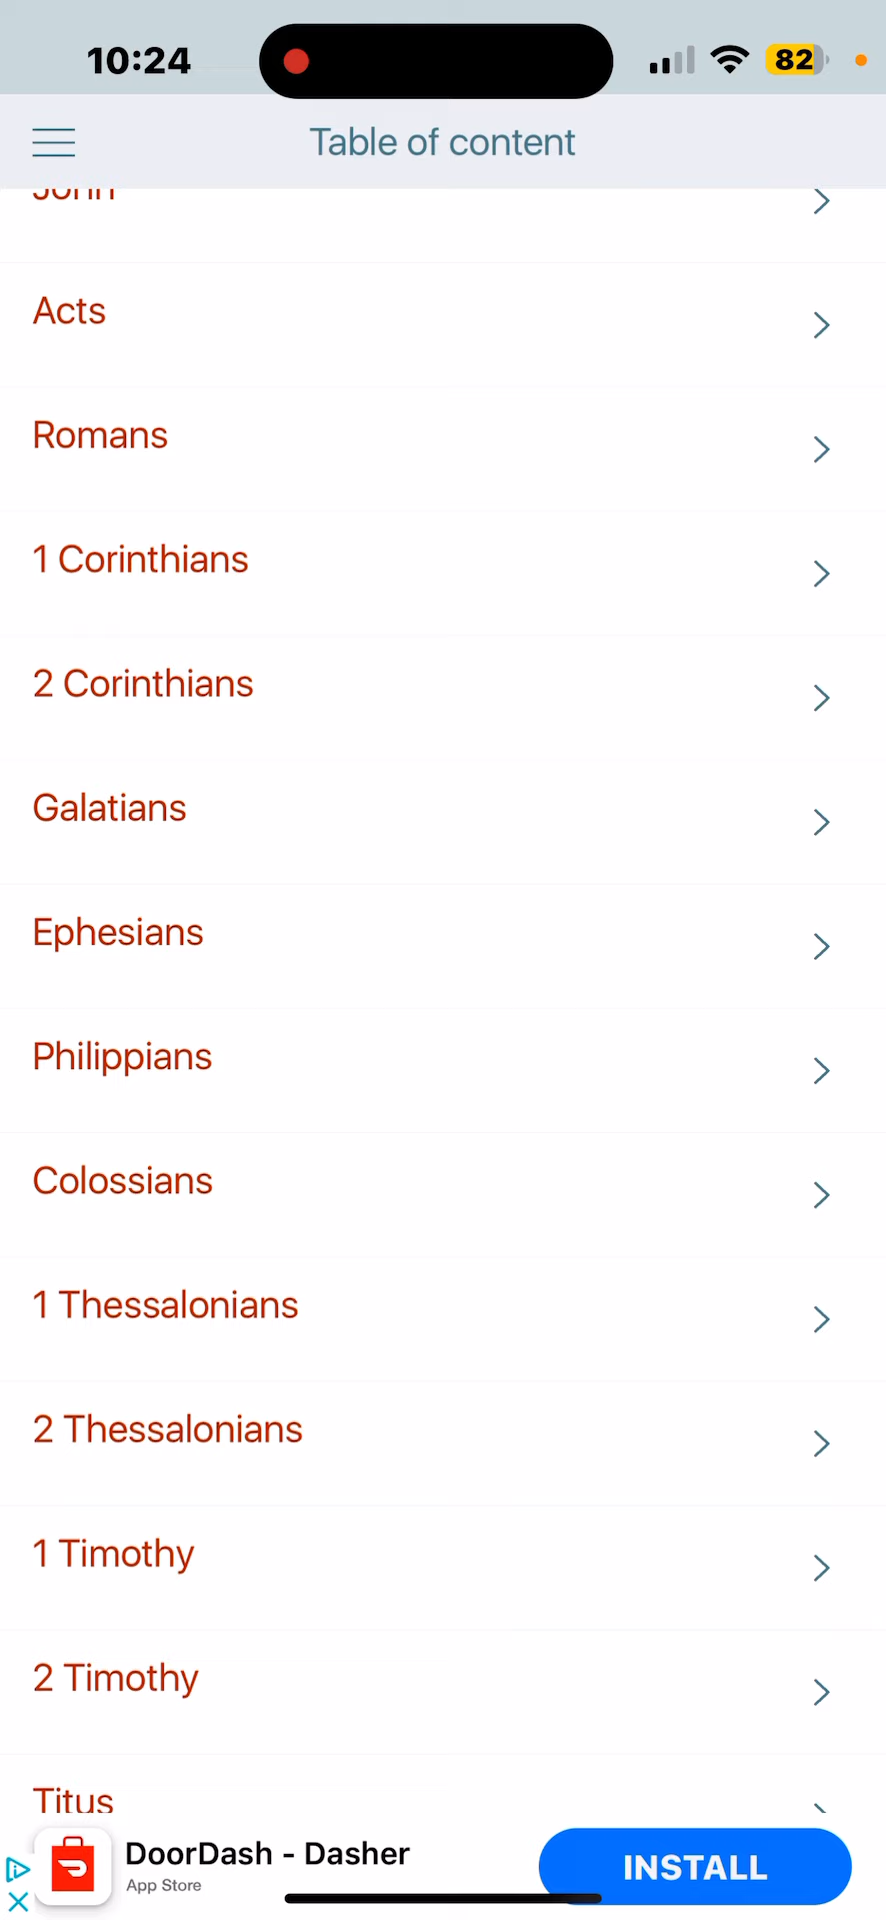 10:24
82
Table of content
John
Acts
Romans
1 Corinthians
2 Corinthians
Galatians
Ephesians
Philippians
Colossians
1 Thessalonians
2 Thessalonians
1 Timothy
2 Timothy
Titus
DoorDash - Dasher
App Store
INSTALL